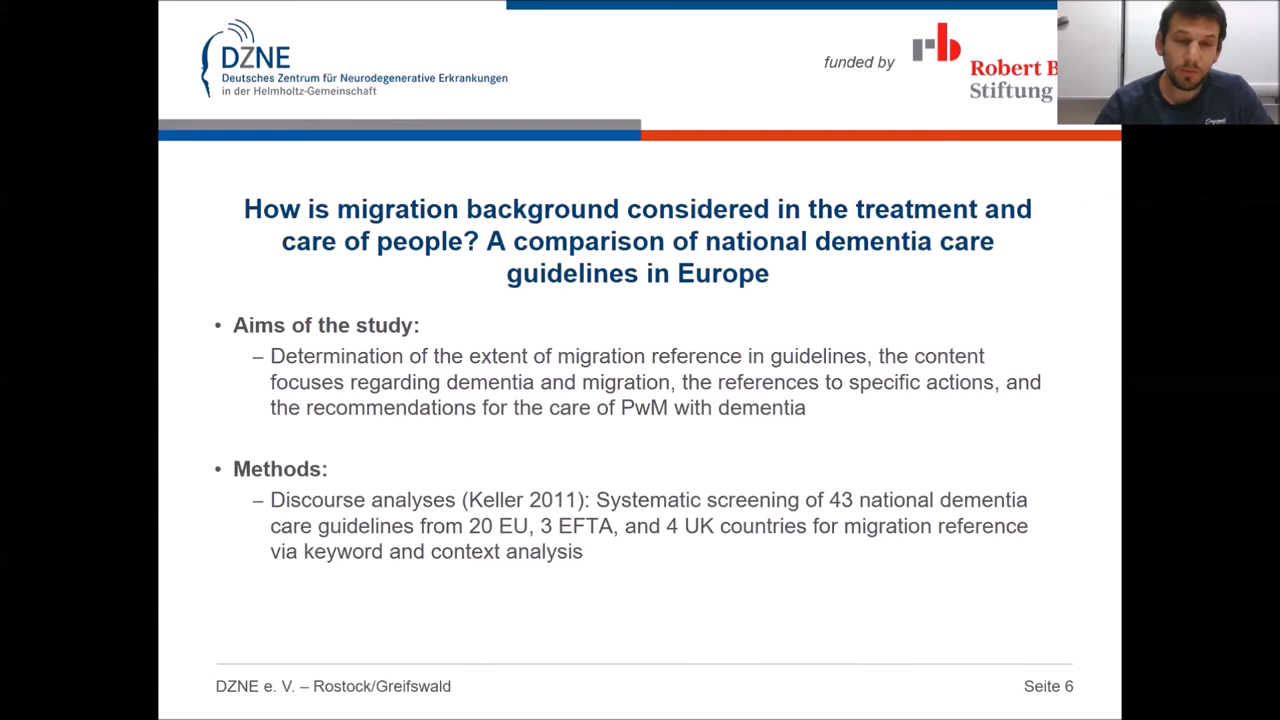 DZNE
Deutsches Zentrum für Neurodegenerative Erkrankungen
in der Helmholtz-Gemeinschaft
funded by
rb
Robert B
Stiftung
How is migration background considered in the treatment and
care of people? A comparison of national dementia care
guidelines in Europe
• Aims of the study:
– Determination of the extent of migration reference in guidelines, the content
focuses regarding dementia and migration, the references to specific actions, and
the recommendations for the care of PwM with dementia
• Methods:
– Discourse analyses (Keller 2011): Systematic screening of 43 national dementia
care guidelines from 20 EU, 3 EFTA, and 4 UK countries for migration reference
via keyword and context analysis
DZNE e. V. – Rostock/Greifswald
Seite 6